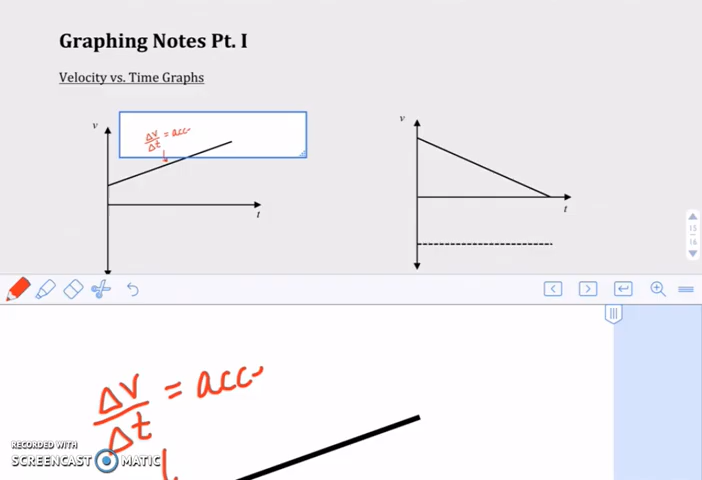 Graphing Notes Pt. I
Velocity vs. Time Graphs
v
Δv/Δt = acc.
t
v
t
15
16
Δv/Δt = acc.
RECORDED WITH
SCREENCAST MATIC